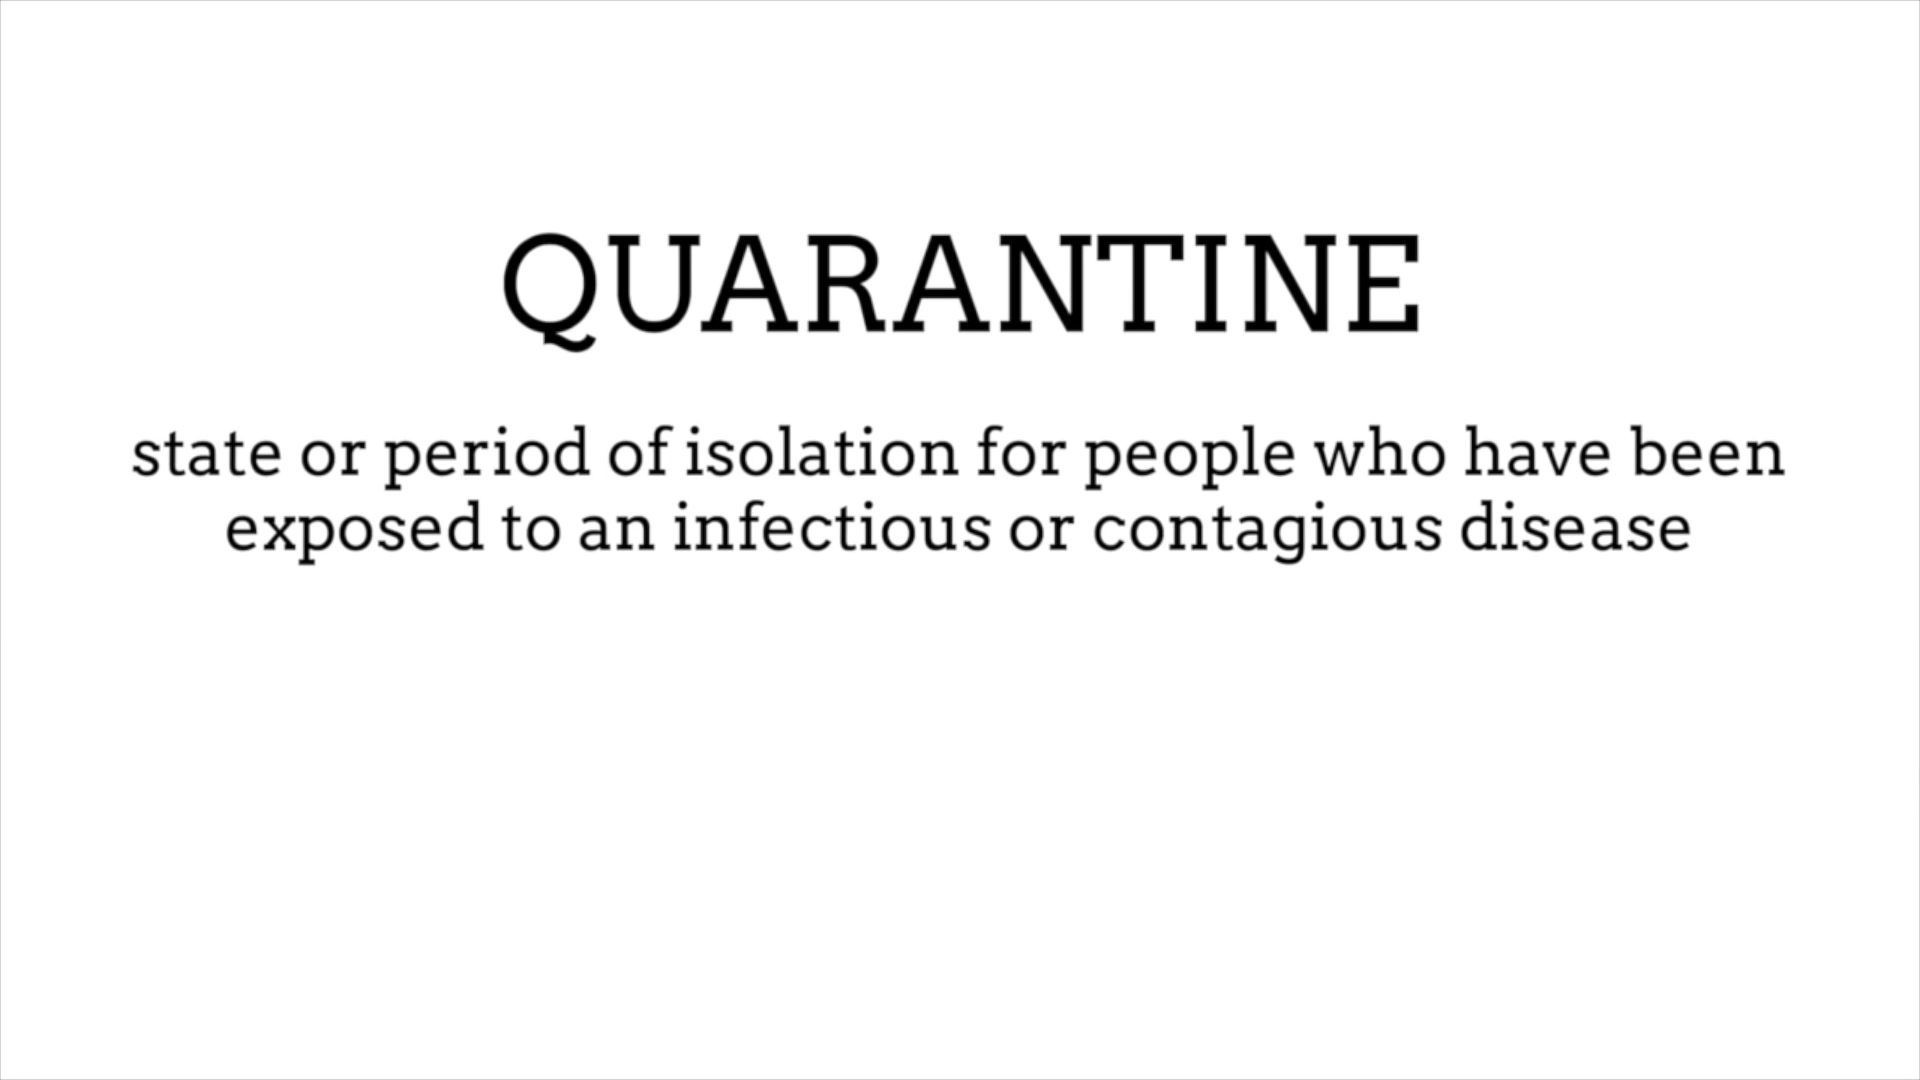 QUARANTINE
state or period of isolation for people who have been
exposed to an infectious or contagious disease